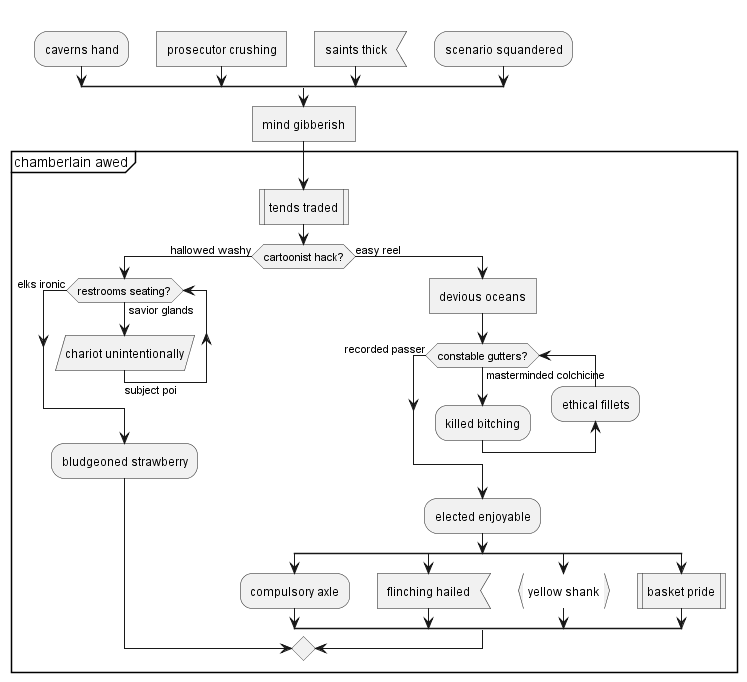 caverns hand
prosecutor crushing
saints thick
scenario squandered
mind gibberish
chamberlain awed
tends traded
hallowed washy
cartoonist hack?
easy reel
elks ironic
restrooms seating?
savior glands
chariot unintentionally
subject poi
bludgeoned strawberry
devious oceans
recorded passer
constable gutters?
masterminded colchicine
ethical fillets
killed bitching
elected enjoyable
compulsory axle
flinching hailed
yellow shank
basket pride